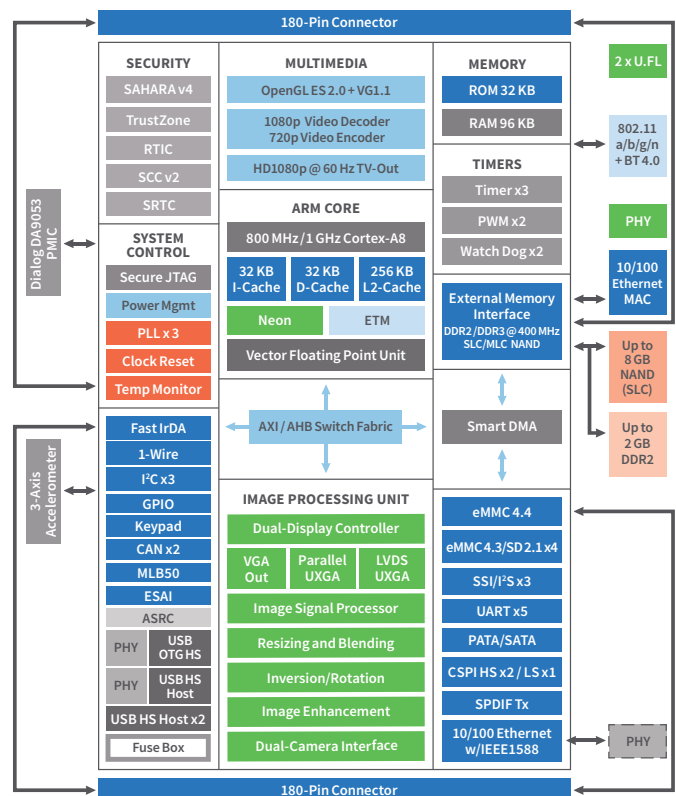 180-Pin Connector
SECURITY
SAHARA v4
TrustZone
RTIC
SCC v2
SRTC
SYSTEM
CONTROL
Secure JTAG
Power Mgmt
PLL x 3
Clock Reset
Temp Monitor
Dialog DA9053
PMIC
MULTIMEDIA
OpenGL ES 2.0 + VG1.1
1080p Video Decoder
720p Video Encoder
HD1080p @ 60 Hz TV-Out
ARM CORE
800 MHz/1 GHz Cortex-A8
32 KB
I-Cache
32 KB
D-Cache
256 KB
L2-Cache
Neon
ETM
Vector Floating Point Unit
MEMORY
ROM 32 KB
RAM 96 KB
TIMERS
Timer x3
PWM x2
Watch Dog x2
External Memory
Interface
DDR2/DDR3 @ 400 MHz
SLC/MLC NAND
2 x U.FL
802.11
a/b/g/n
+ BT 4.0
PHY
10/100
Ethernet
MAC
Up to
8 GB
NAND
(SLC)
Up to
2 GB
DDR2
AXI / AHB Switch Fabric
Smart DMA
3-Axis
Accelerometer
Fast IrDA
1-Wire
I²C x3
GPIO
Keypad
CAN x2
MLB50
ESAI
ASRC
PHY
USB
OTG HS
PHY
USB HS
Host
USB HS Host x2
Fuse Box
IMAGE PROCESSING UNIT
Dual-Display Controller
VGA
Out
Parallel
UXGA
LVDS
UXGA
Image Signal Processor
Resizing and Blending
Inversion/Rotation
Image Enhancement
Dual-Camera Interface
eMMC 4.4
eMMC 4.3/SD 2.1 x4
SSI/I²S x3
UART x5
PATA/SATA
CSPI HS x2 / LS x1
SPDIF Tx
10/100 Ethernet
w/IEEE1588
PHY
180-Pin Connector